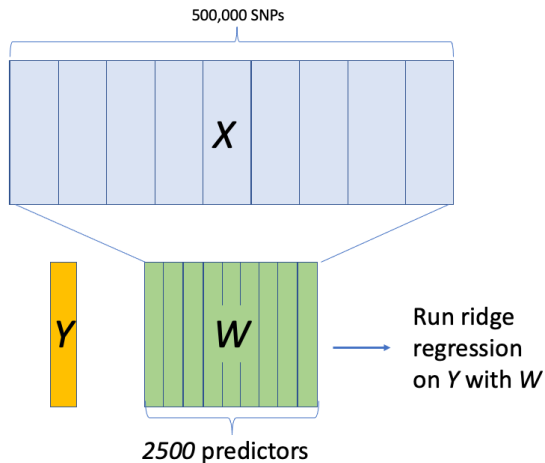 500,000 SNPs
X
Y
W
Run ridge
regression
on Y with W
2500 predictors